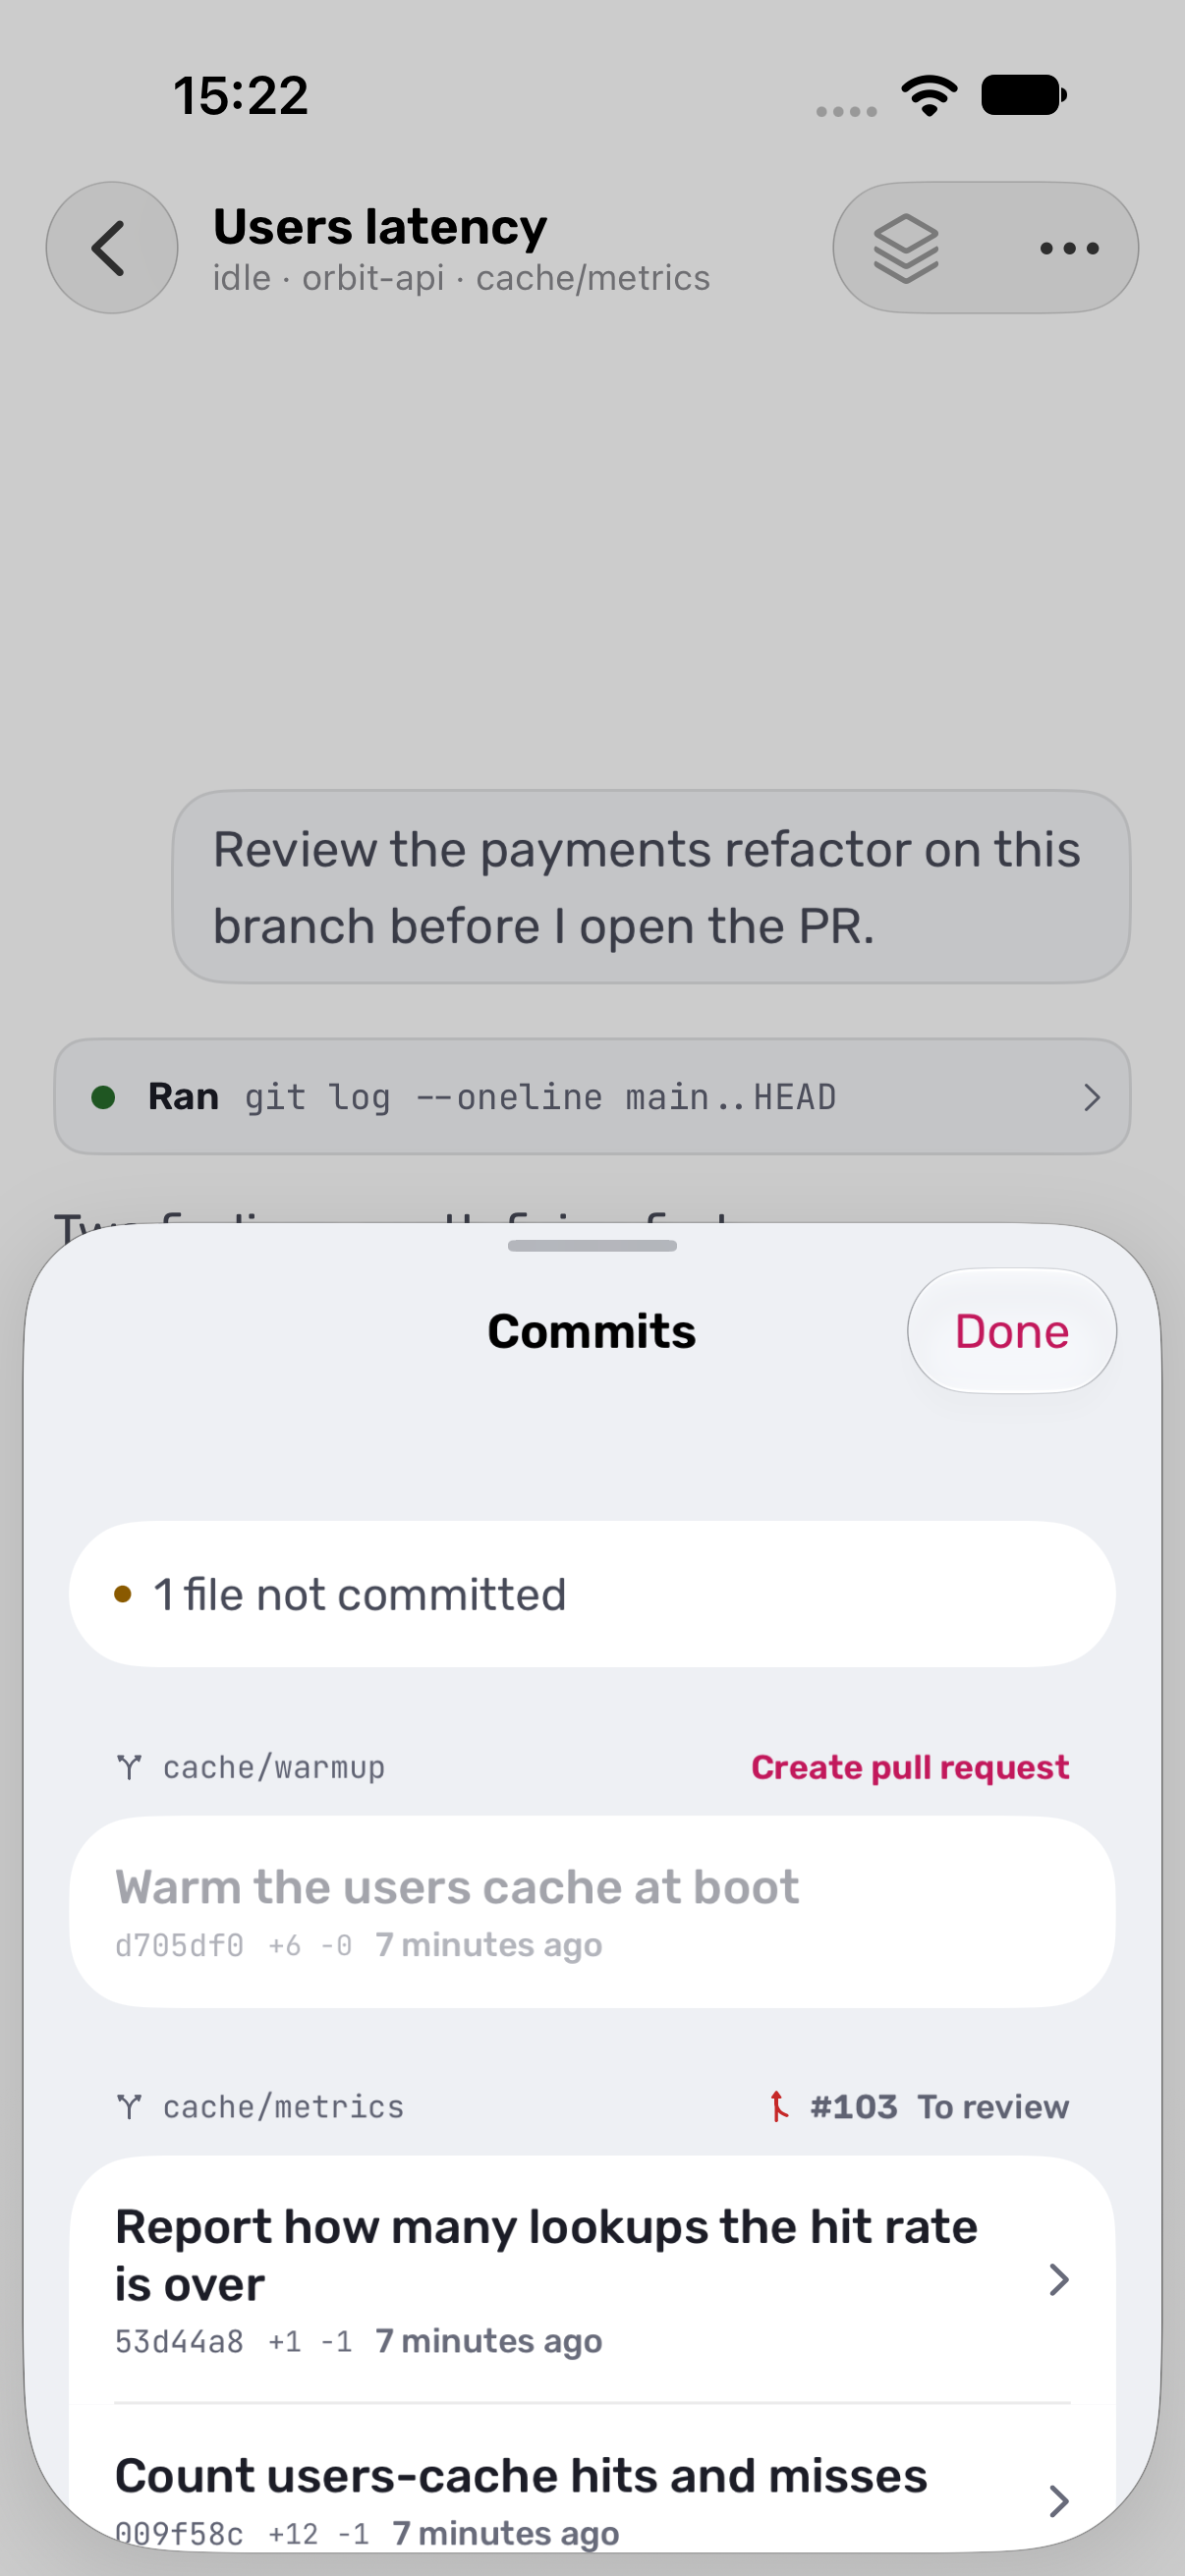 15:22
Users latency
idle · orbit-api · cache/metrics
Review the payments refactor on this
branch before I open the PR.
Ran git log --oneline main..HEAD
Commits
Done
1 file not committed
cache/warmup
Create pull request
Warm the users cache at boot
d705df0 +6 -0 7 minutes ago
cache/metrics
#103 To review
Report how many lookups the hit rate
is over
53d44a8 +1 -1 7 minutes ago
Count users-cache hits and misses
009f58c +12 -1 7 minutes ago